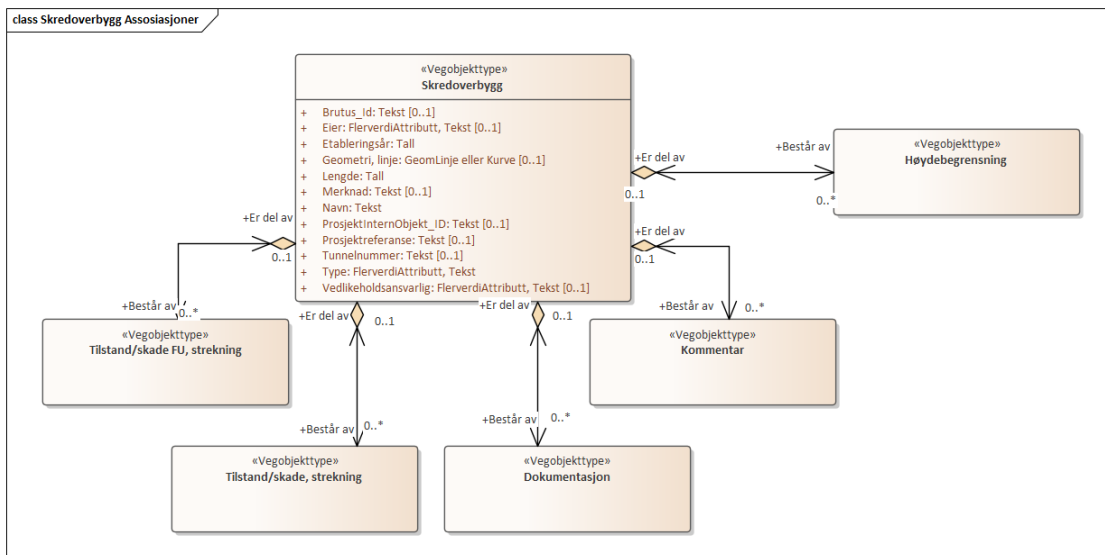 class Skredoverbygg Assosiasjoner
«Vegobjekttype»
Skredoverbygg
+ Brutus_Id: Tekst [0..1]
+ Eier: FlerverdiAttributt, Tekst [0..1]
+ Etableringsår: Tall
+ Geometri, linje: GeomLinje eller Kurve [0..1]
+ Lengde: Tall
+ Merknad: Tekst [0..1]
+ Navn: Tekst
+ ProsjektInternObjekt_ID: Tekst [0..1]
+ Prosjektreferanse: Tekst [0..1]
+ Tunnelnummer: Tekst [0..1]
+ Type: FlerverdiAttributt, Tekst
+ Vedlikeholdsansvarlig: FlerverdiAttributt, Tekst [0..1]
+Er del av
0..1
+Består av
0..*
«Vegobjekttype»
Høydebegrensning
+Er del av
0..1
+Består av
0..*
«Vegobjekttype»
Kommentar
+Er del av
0..1
+Består av
0..*
«Vegobjekttype»
Tilstand/skade FU, strekning
+Er del av
0..1
+Består av
0..*
«Vegobjekttype»
Tilstand/skade, strekning
+Er del av
0..1
+Består av
0..*
«Vegobjekttype»
Dokumentasjon